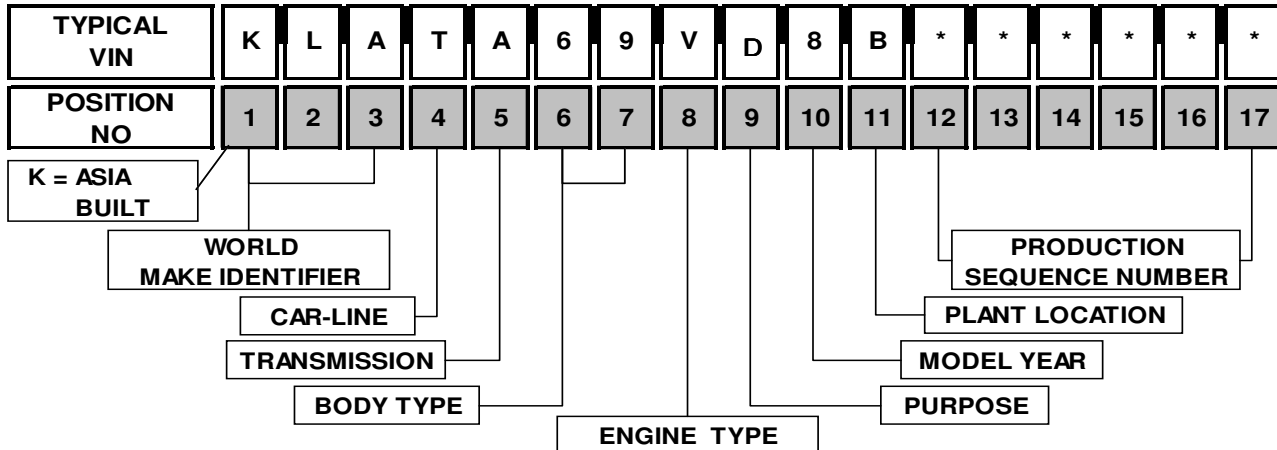 TYPICAL
VIN
K L A T A 6 9 V D 8 B * * * * * *
POSITION
NO
1 2 3 4 5 6 7 8 9 10 11 12 13 14 15 16 17
K = ASIA
BUILT
WORLD
MAKE IDENTIFIER
PRODUCTION
SEQUENCE NUMBER
CAR-LINE
PLANT LOCATION
TRANSMISSION
MODEL YEAR
BODY TYPE
PURPOSE
ENGINE TYPE